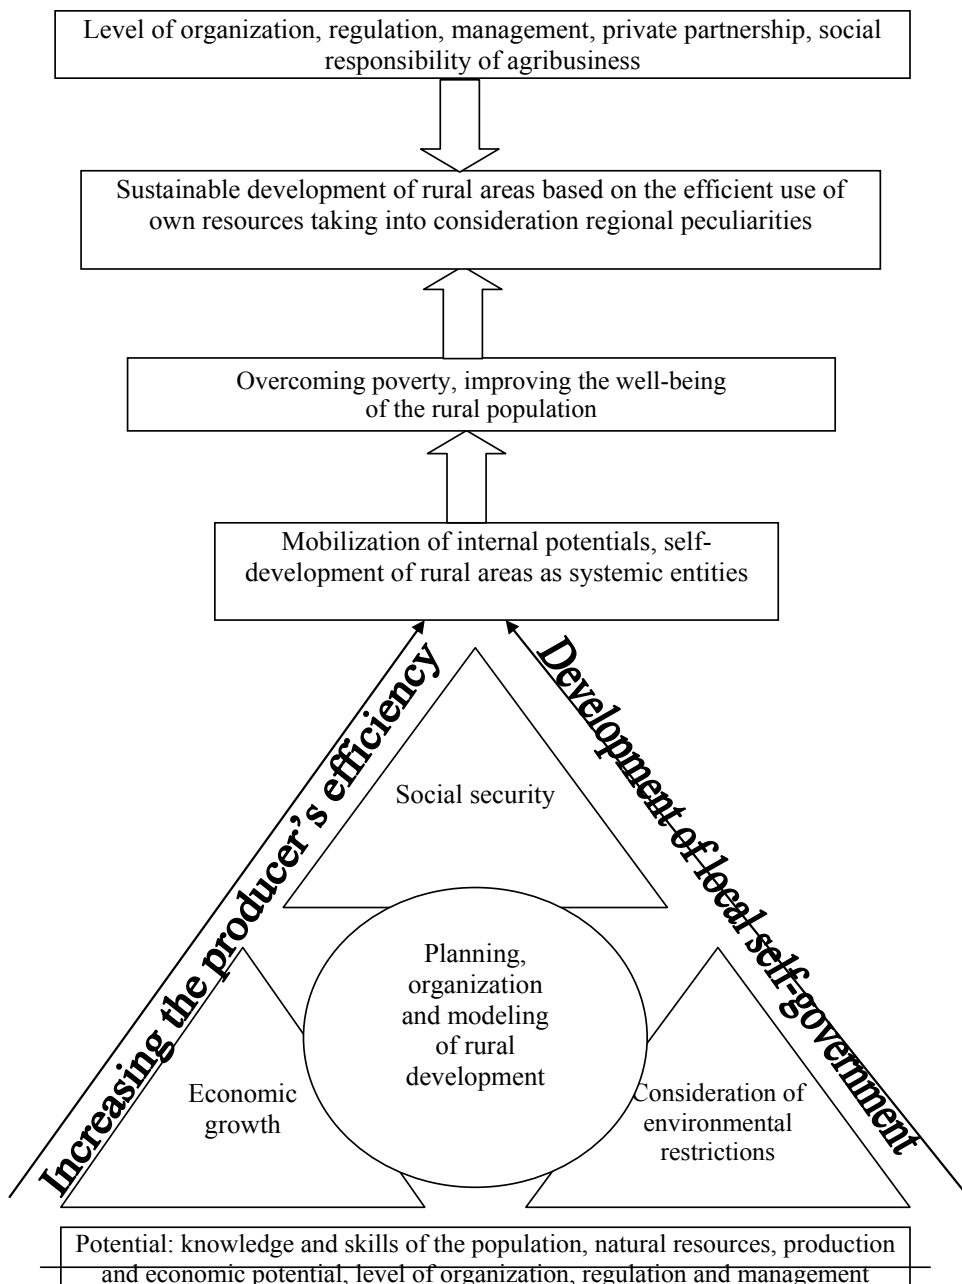 Level of organization, regulation, management, private partnership, social
responsibility of agribusiness
Sustainable development of rural areas based on the efficient use of
own resources taking into consideration regional peculiarities
Overcoming poverty, improving the well-being
of the rural population
Mobilization of internal potentials, self-
development of rural areas as systemic entities
Increasing the producer's efficiency
Development of local self-government
Social security
Planning,
organization
and modeling
of rural
development
Economic
growth
Consideration of
environmental
restrictions
Potential: knowledge and skills of the population, natural resources, production
and economic potential, level of organization, regulation and management